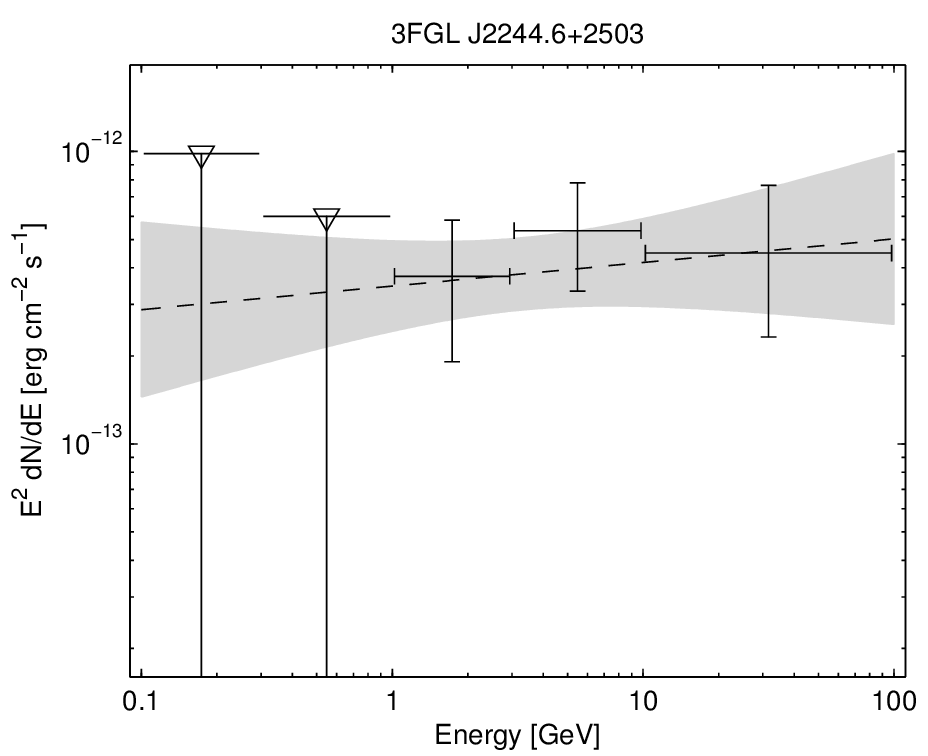 3FGL J2244.6+2503
10⁻¹²
10⁻¹³
E² dN/dE [erg cm⁻² s⁻¹]
0.1 1 10 100
Energy [GeV]